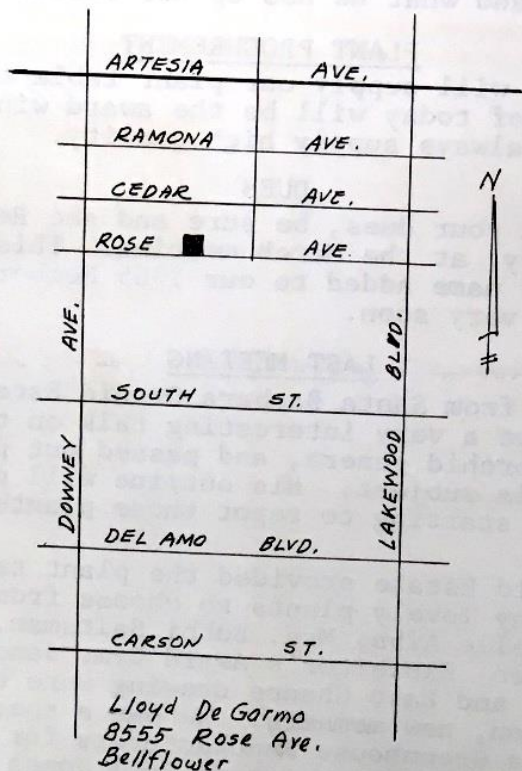 ARTESIA AVE.
RAMONA AVE.
CEDAR AVE.
ROSE AVE.
N
DOWNEY AVE.
LAKEWOOD BLVD.
SOUTH ST.
DEL AMO BLVD.
CARSON ST.
Lloyd De Garmo
8555 Rose Ave.
Bellflower